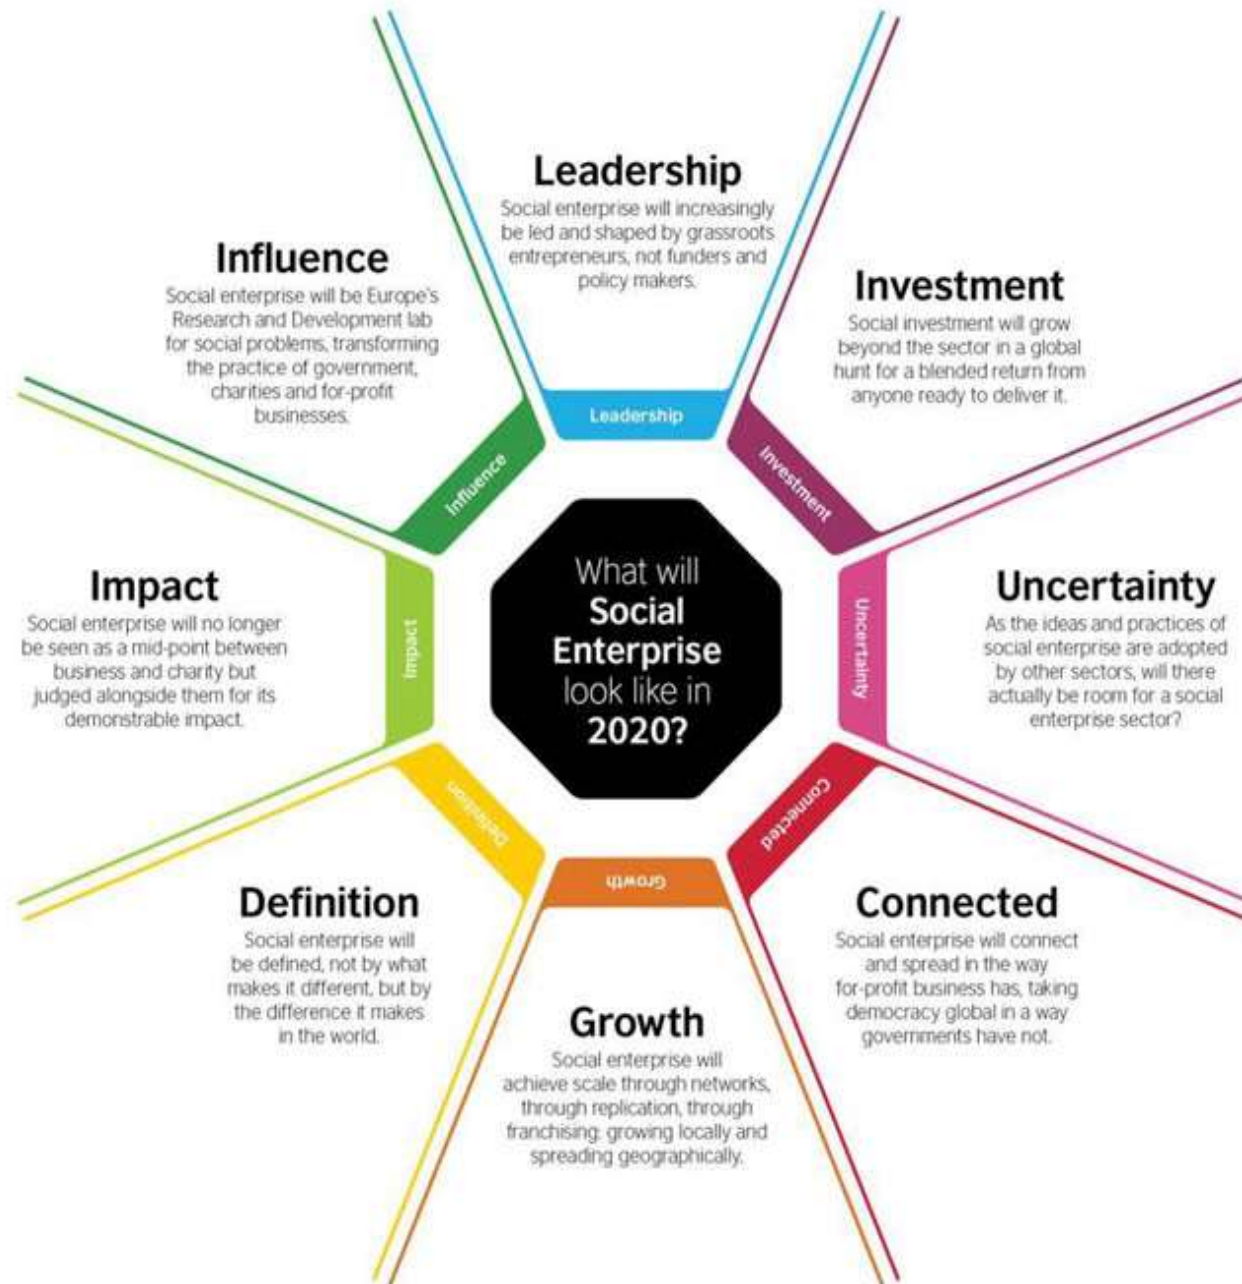 Leadership
Social enterprise will increasingly
be led and shaped by grassroots
entrepreneurs, not funders and
policy makers.
Influence
Social enterprise will be Europe's
Research and Development lab
for social problems, transforming
the practice of government,
charities and for-profit
businesses.
Investment
Social investment will grow
beyond the sector in a global
hunt for a blended return from
anyone ready to deliver it.
Leadership
Influence
Investment
Impact
Social enterprise will no longer
be seen as a mid-point between
business and charity but
judged alongside them for its
demonstrable impact.
Impact
What will
Social
Enterprise
look like in
2020?
Uncertainty
Uncertainty
As the ideas and practices of
social enterprise are adopted
by other sectors, will there
actually be room for a social
enterprise sector?
Definition
Connected
Growth
Definition
Social enterprise will
be defined, not by what
makes it different, but by
the difference it makes
in the world.
Connected
Social enterprise will connect
and spread in the way
for-profit business has, taking
democracy global in a way
governments have not.
Growth
Social enterprise will
achieve scale through networks,
through replication, through
franchising: growing locally and
spreading geographically.